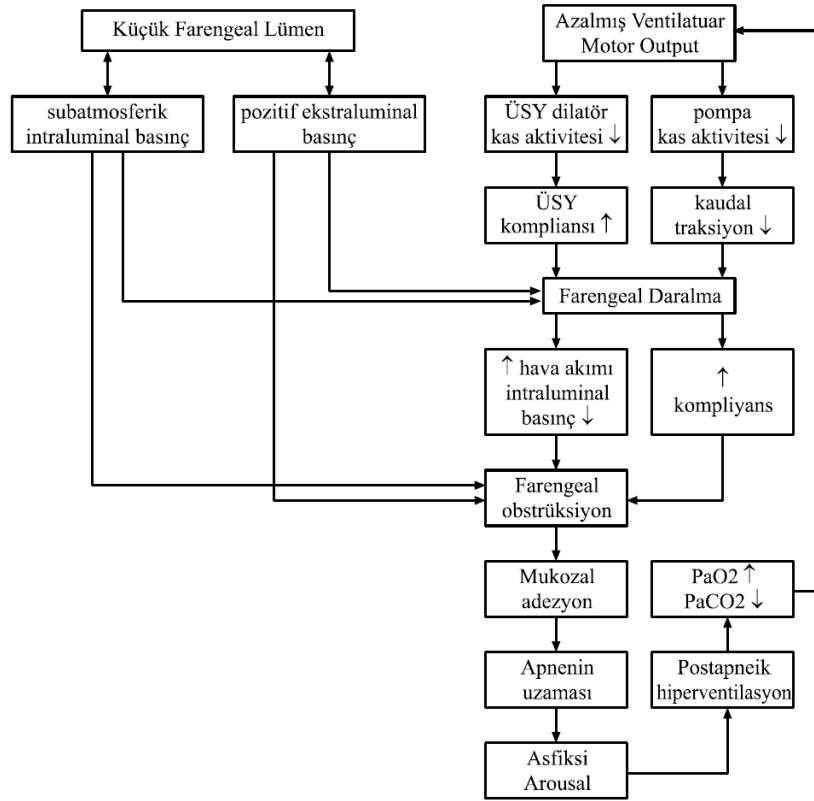 Küçük Farengeal Lümen
Azalmış Ventilatuar
Motor Output
subatmosferik
intraluminal basınç
pozitif ekstraluminal
basınç
ÜSY dilatör
kas aktivitesi ↓
pompa
kas aktivitesi ↓
ÜSY
kompliansı ↑
kaudal
traksiyon ↓
Farengeal Daralma
↑ hava akımı
intraluminal
basınç ↓
↑
kompliyans
Farengeal
obstrüksiyon
Mukozal
adezyon
PaO2 ↑
PaCO2 ↓
Apnenin
uzaması
Postapneik
hiperventilasyon
Asfiksi
Arousal